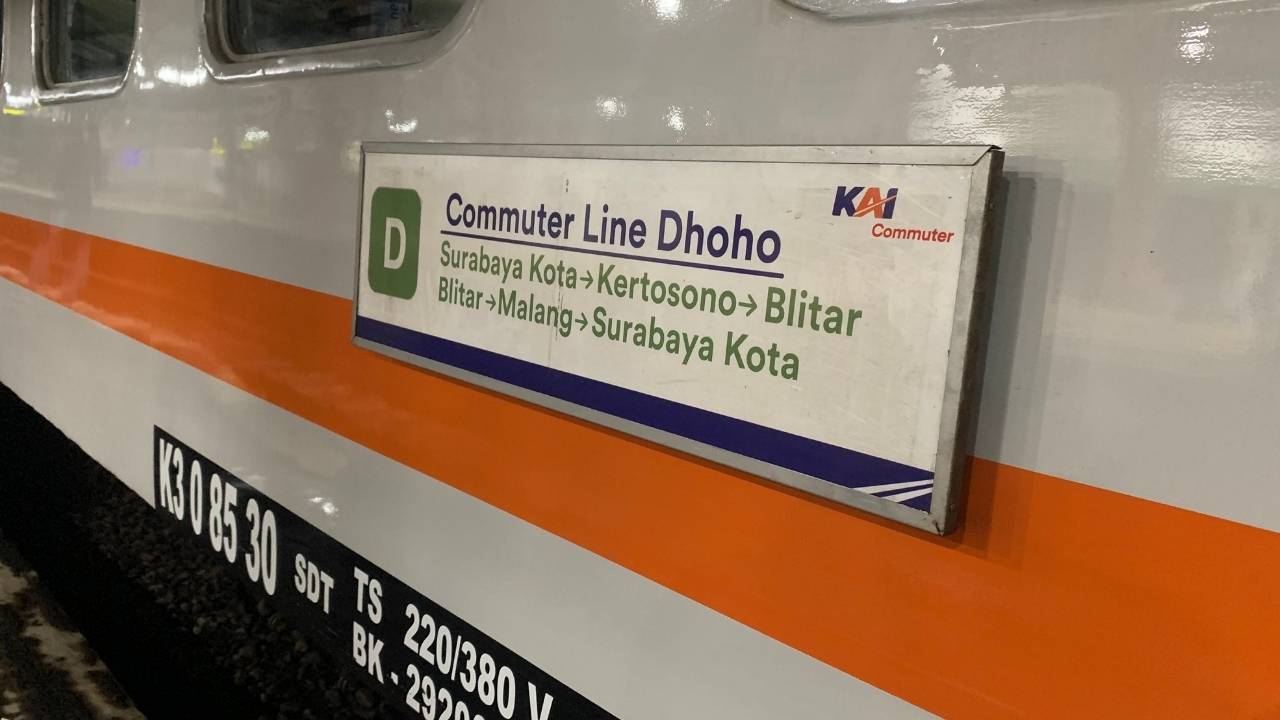 D
Commuter Line Dhoho
Surabaya Kota→Kertosono→Blitar
Blitar→Malang→Surabaya Kota
KAI
Commuter
K3 0 85 30 SDT
TS 220/380 V
BK -